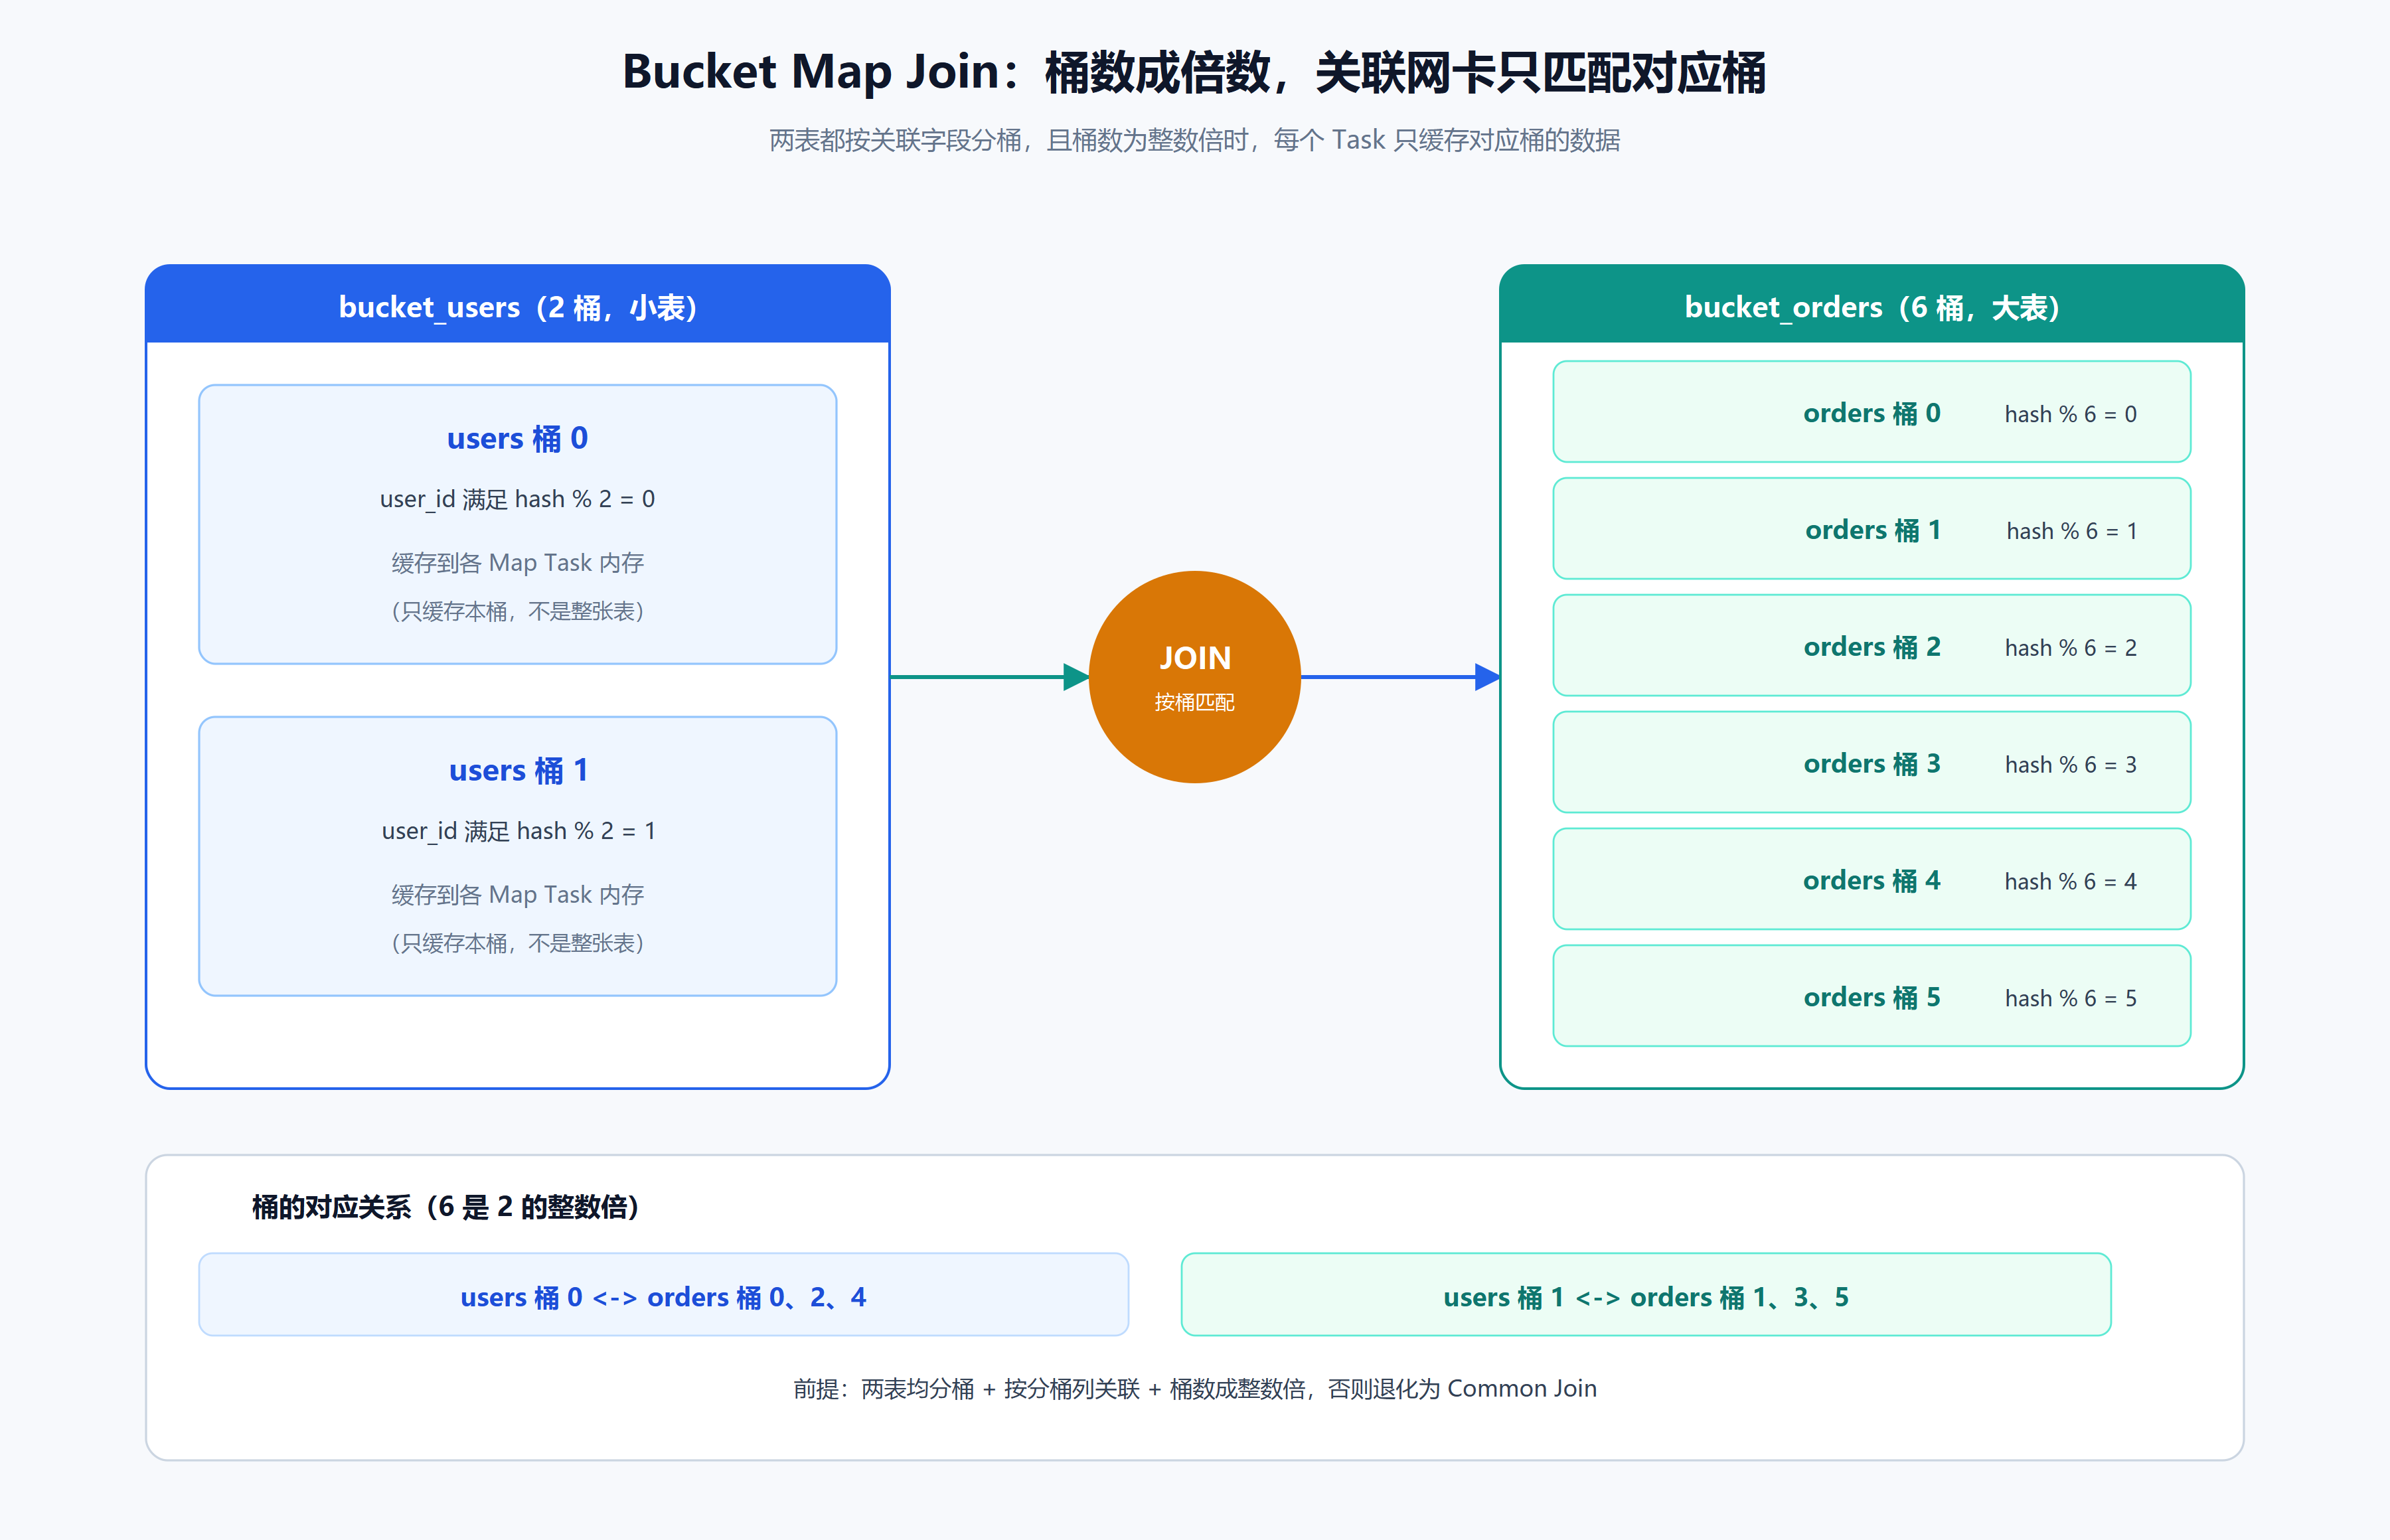 Bucket Map Join：桶数成倍数，关联网卡只匹配对应桶
两表都按关联字段分桶，且桶数为整数倍时，每个 Task 只缓存对应桶的数据
bucket_users（2 桶，小表）
users 桶 0
user_id 满足 hash % 2 = 0
缓存到各 Map Task 内存
（只缓存本桶，不是整张表）
users 桶 1
user_id 满足 hash % 2 = 1
缓存到各 Map Task 内存
（只缓存本桶，不是整张表）
JOIN
按桶匹配
bucket_orders（6 桶，大表）
orders 桶 0 hash % 6 = 0
orders 桶 1 hash % 6 = 1
orders 桶 2 hash % 6 = 2
orders 桶 3 hash % 6 = 3
orders 桶 4 hash % 6 = 4
orders 桶 5 hash % 6 = 5
桶的对应关系（6 是 2 的整数倍）
users 桶 0 <-> orders 桶 0、2、4
users 桶 1 <-> orders 桶 1、3、5
前提：两表均分桶 + 按分桶列关联 + 桶数成整数倍，否则退化为 Common Join